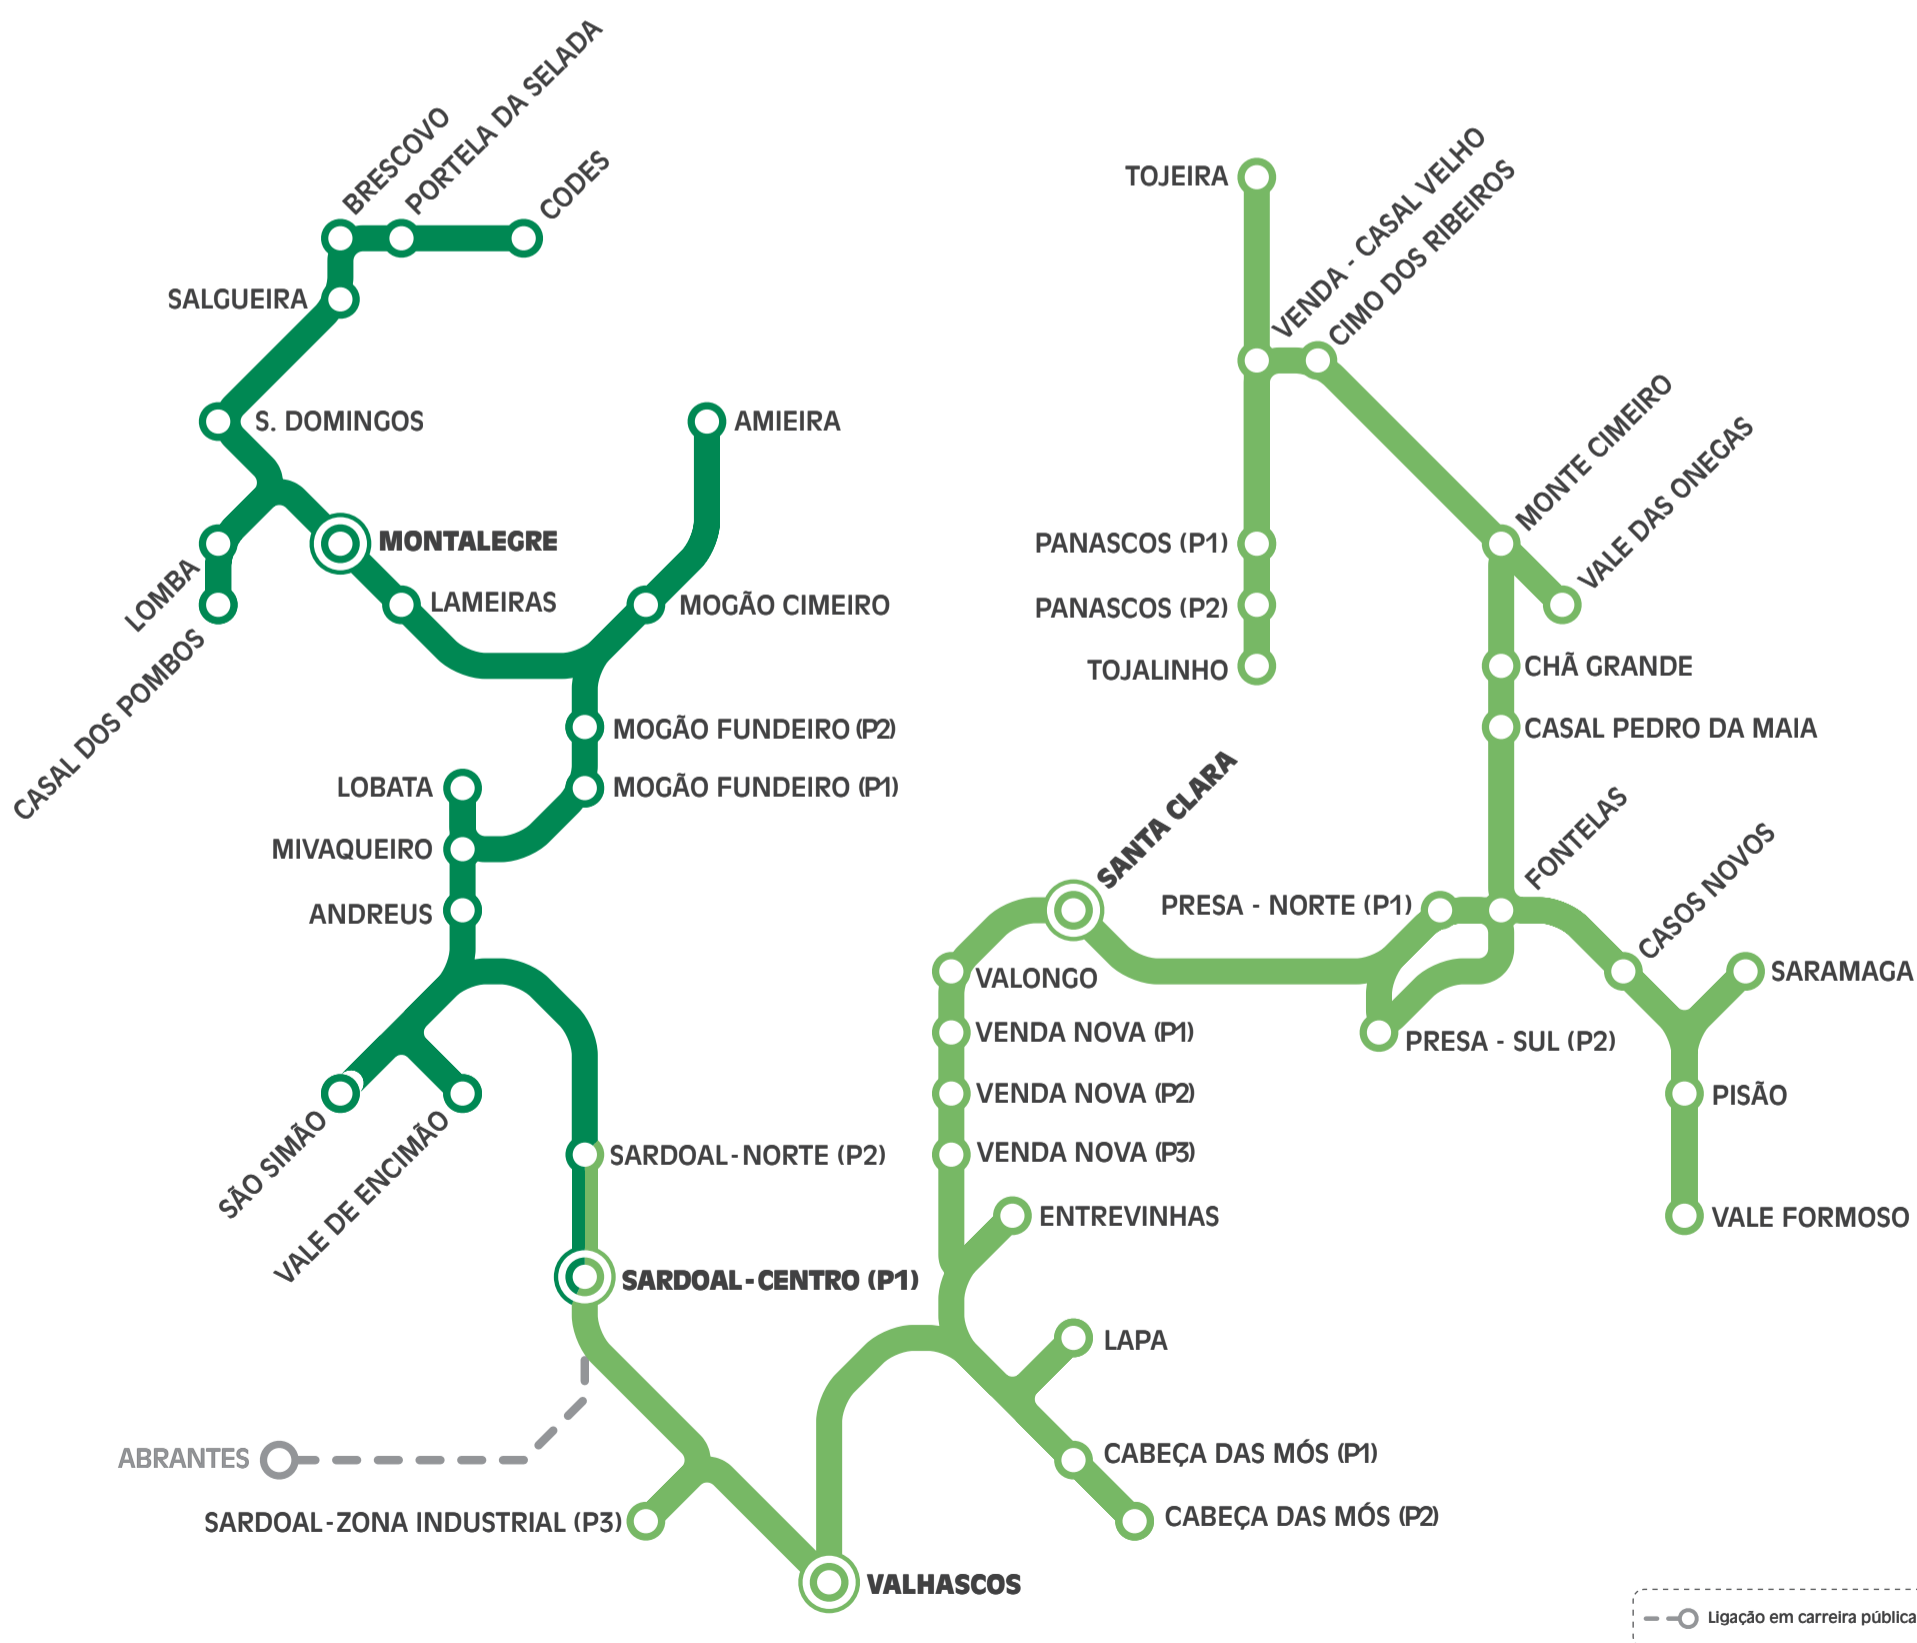 BRESCOVO
PORTELA DA SELADA
CODES
SALGUEIRA
S. DOMINGOS
AMIEIRA
MONTALEGRE
LOMBA
CASAL DOS POMBOS
LAMEIRAS
MOGÃO CIMEIRO
MOGÃO FUNDEIRO (P2)
LOBATA
MOGÃO FUNDEIRO (P1)
MIVAQUEIRO
ANDREUS
SÃO SIMÃO
VALE DE ENCIMÃO
SARDOAL-NORTE (P2)
SARDOAL-CENTRO (P1)
ABRANTES
SARDOAL-ZONA INDUSTRIAL (P3)
VALHASCOS
TOJEIRA
VENDA - CASAL VELHO
CIMO DOS RIBEIROS
MONTE CIMEIRO
VALE DAS ONEGAS
PANASCOS (P1)
PANASCOS (P2)
TOJALINHO
CHÃ GRANDE
CASAL PEDRO DA MAIA
SANTA CLARA
PRESA - NORTE (P1)
FONTELAS
CASOS NOVOS
SARAMAGA
VALONGO
PRESA - SUL (P2)
VENDA NOVA (P1)
VENDA NOVA (P2)
VENDA NOVA (P3)
PISÃO
VALE FORMOSO
ENTREVINHAS
LAPA
CABEÇA DAS MÓS (P1)
CABEÇA DAS MÓS (P2)
Ligação em carreira pública